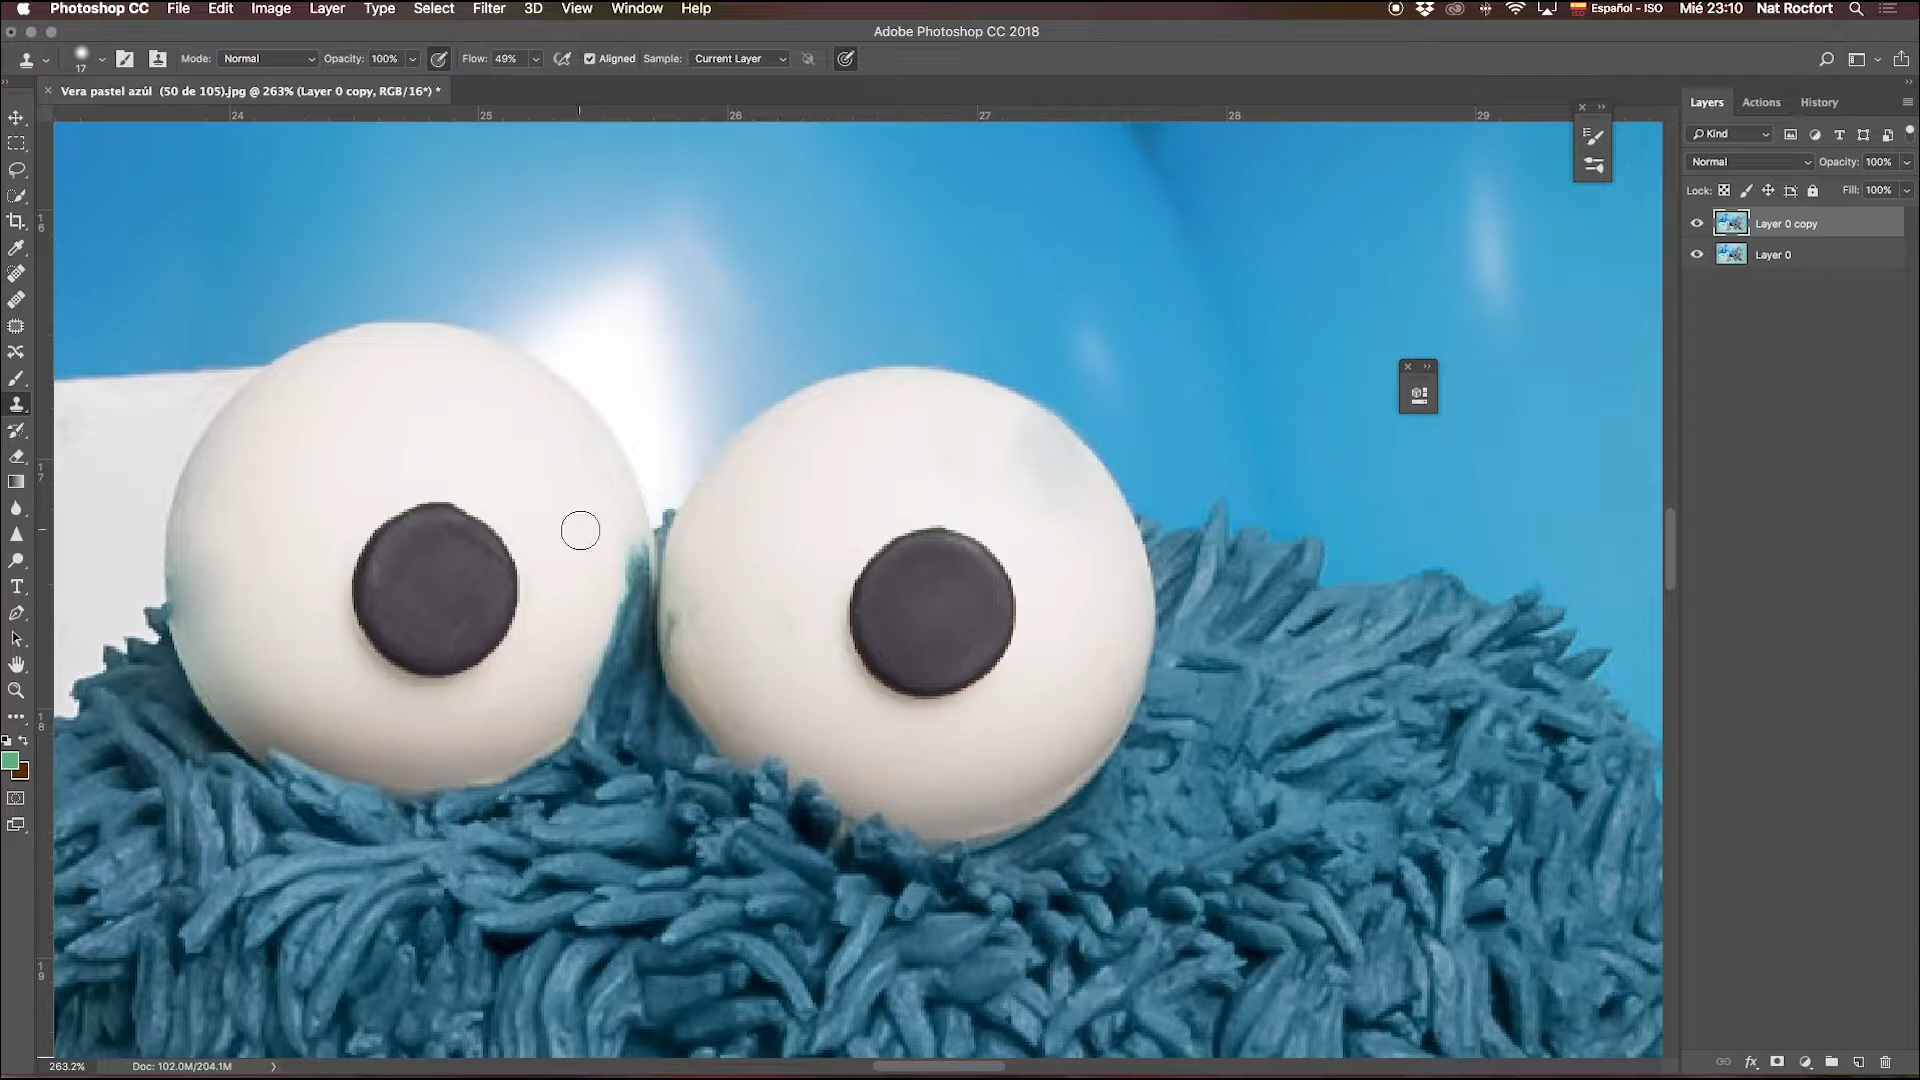 Photoshop CC File Edit Image Layer Type Select Filter 3D View Window Help Español - ISO Mié 23:10 Nat Rocfort
Adobe Photoshop CC 2018
17 Mode: Normal Opacity: 100% Flow: 49% Aligned Sample: Current Layer
Vera pastel azúl (50 de 105).jpg @ 263% (Layer 0 copy, RGB/16*) *
24 25 26 27 28 29
Layers Actions History
Kind
Normal Opacity: 100%
Lock: Fill: 100%
Layer 0 copy
Layer 0
16
17
18
19
263.2% Doc: 102.0M/204.1M